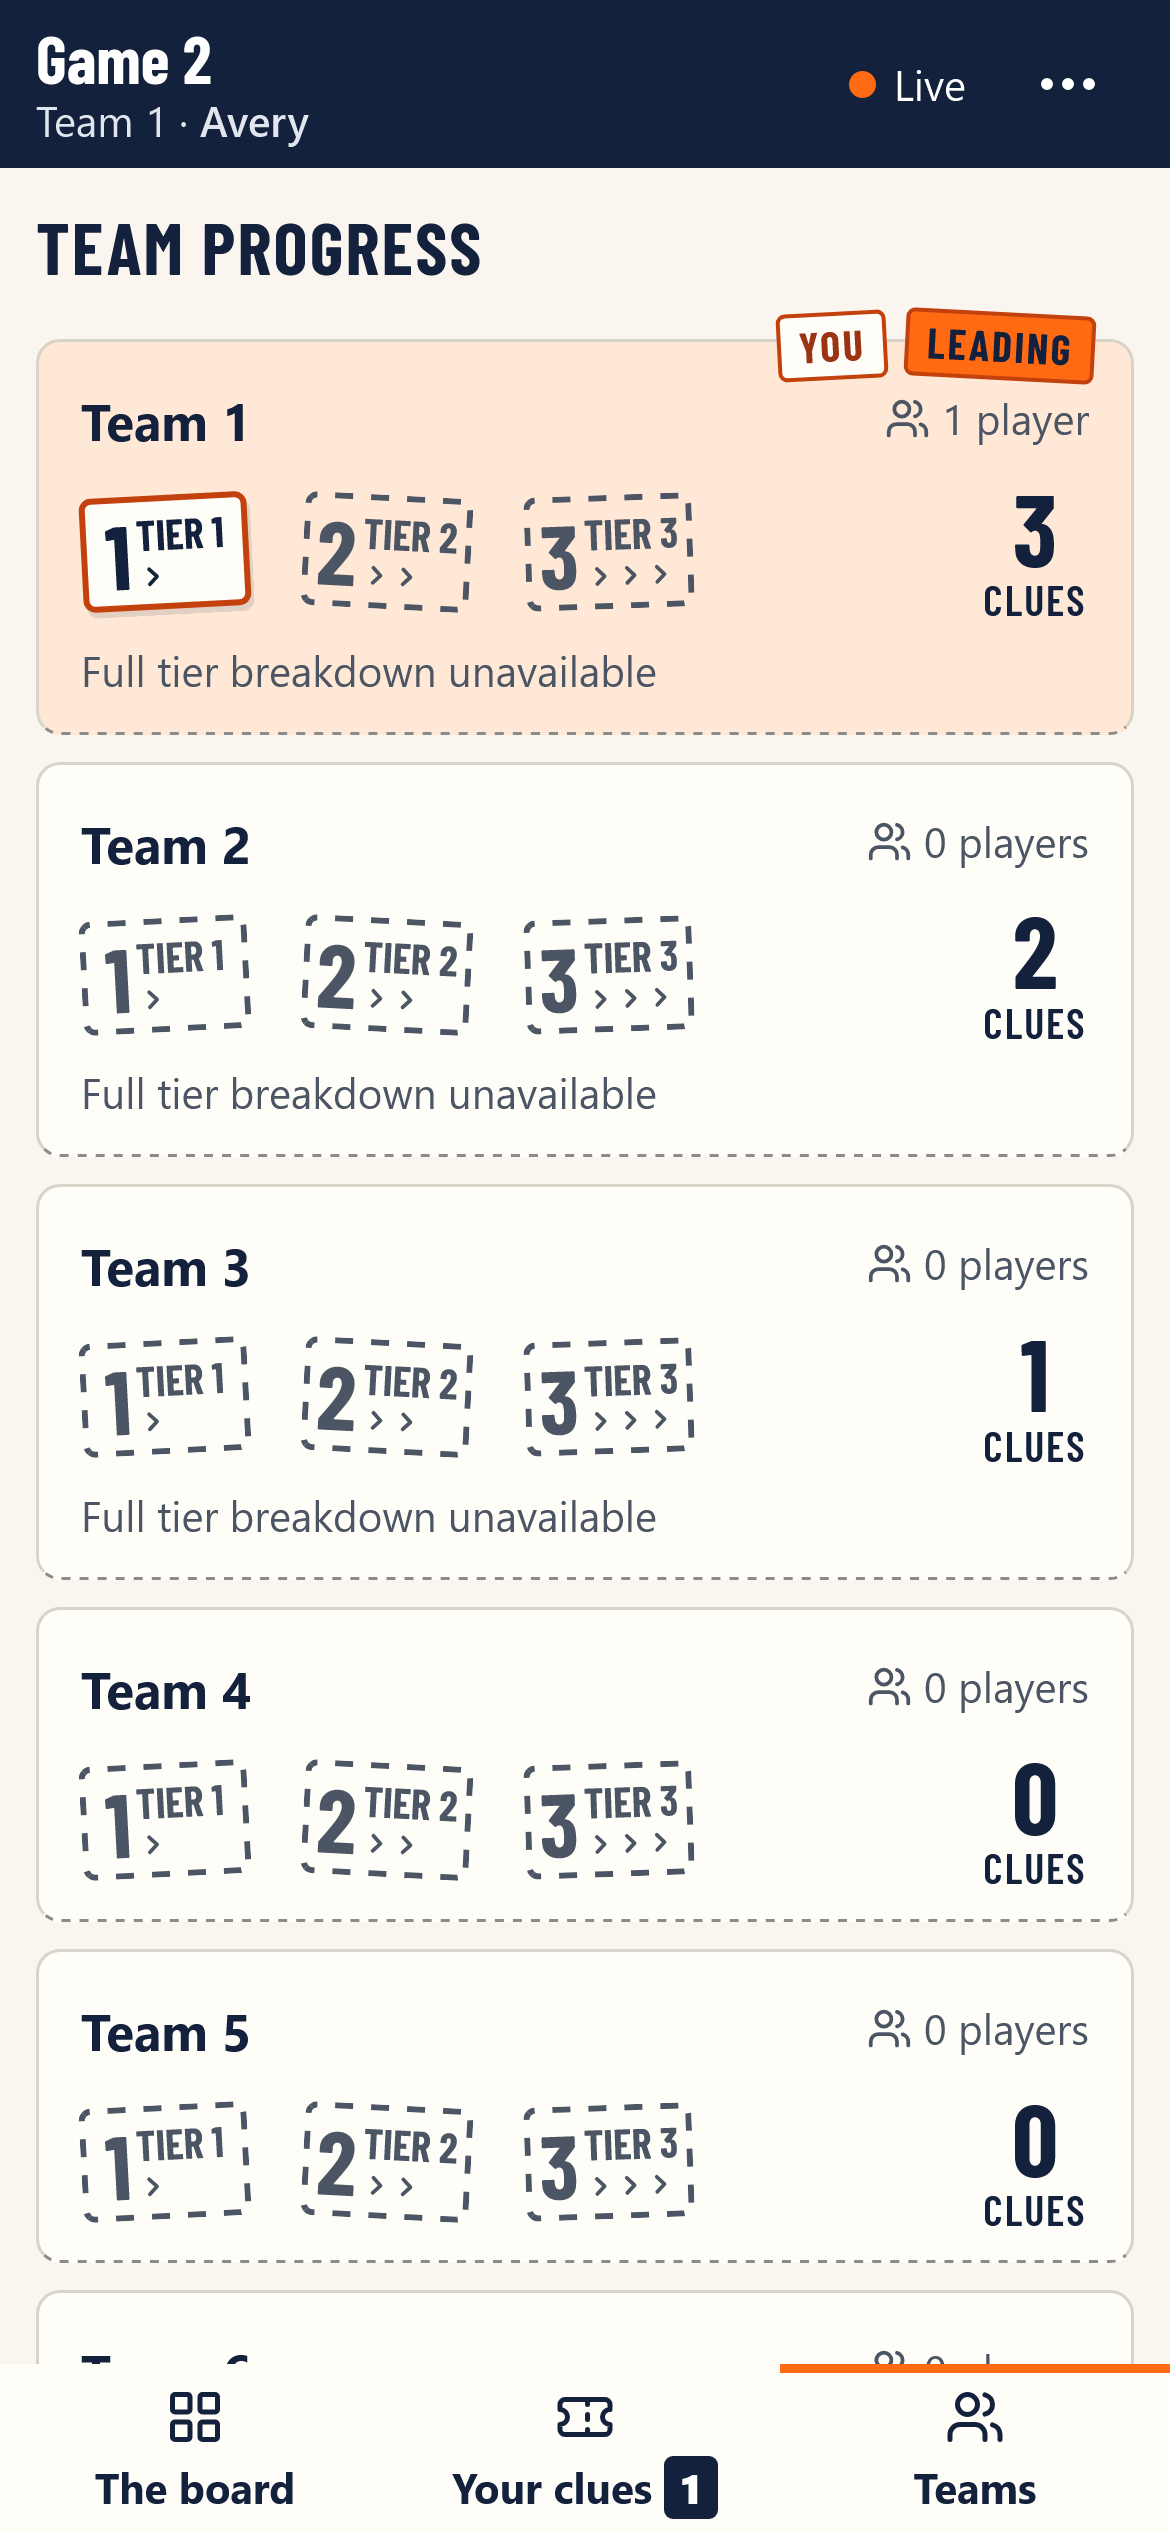 Game 2
Team 1 · Avery
Live
TEAM PROGRESS
YOU
LEADING
Team 1
1 player
1 TIER 1
2 TIER 2
3 TIER 3
3
CLUES
Full tier breakdown unavailable
Team 2
0 players
1 TIER 1
2 TIER 2
3 TIER 3
2
CLUES
Full tier breakdown unavailable
Team 3
0 players
1 TIER 1
2 TIER 2
3 TIER 3
1
CLUES
Full tier breakdown unavailable
Team 4
0 players
1 TIER 1
2 TIER 2
3 TIER 3
0
CLUES
Team 5
0 players
1 TIER 1
2 TIER 2
3 TIER 3
0
CLUES
The board
Your clues 1
Teams